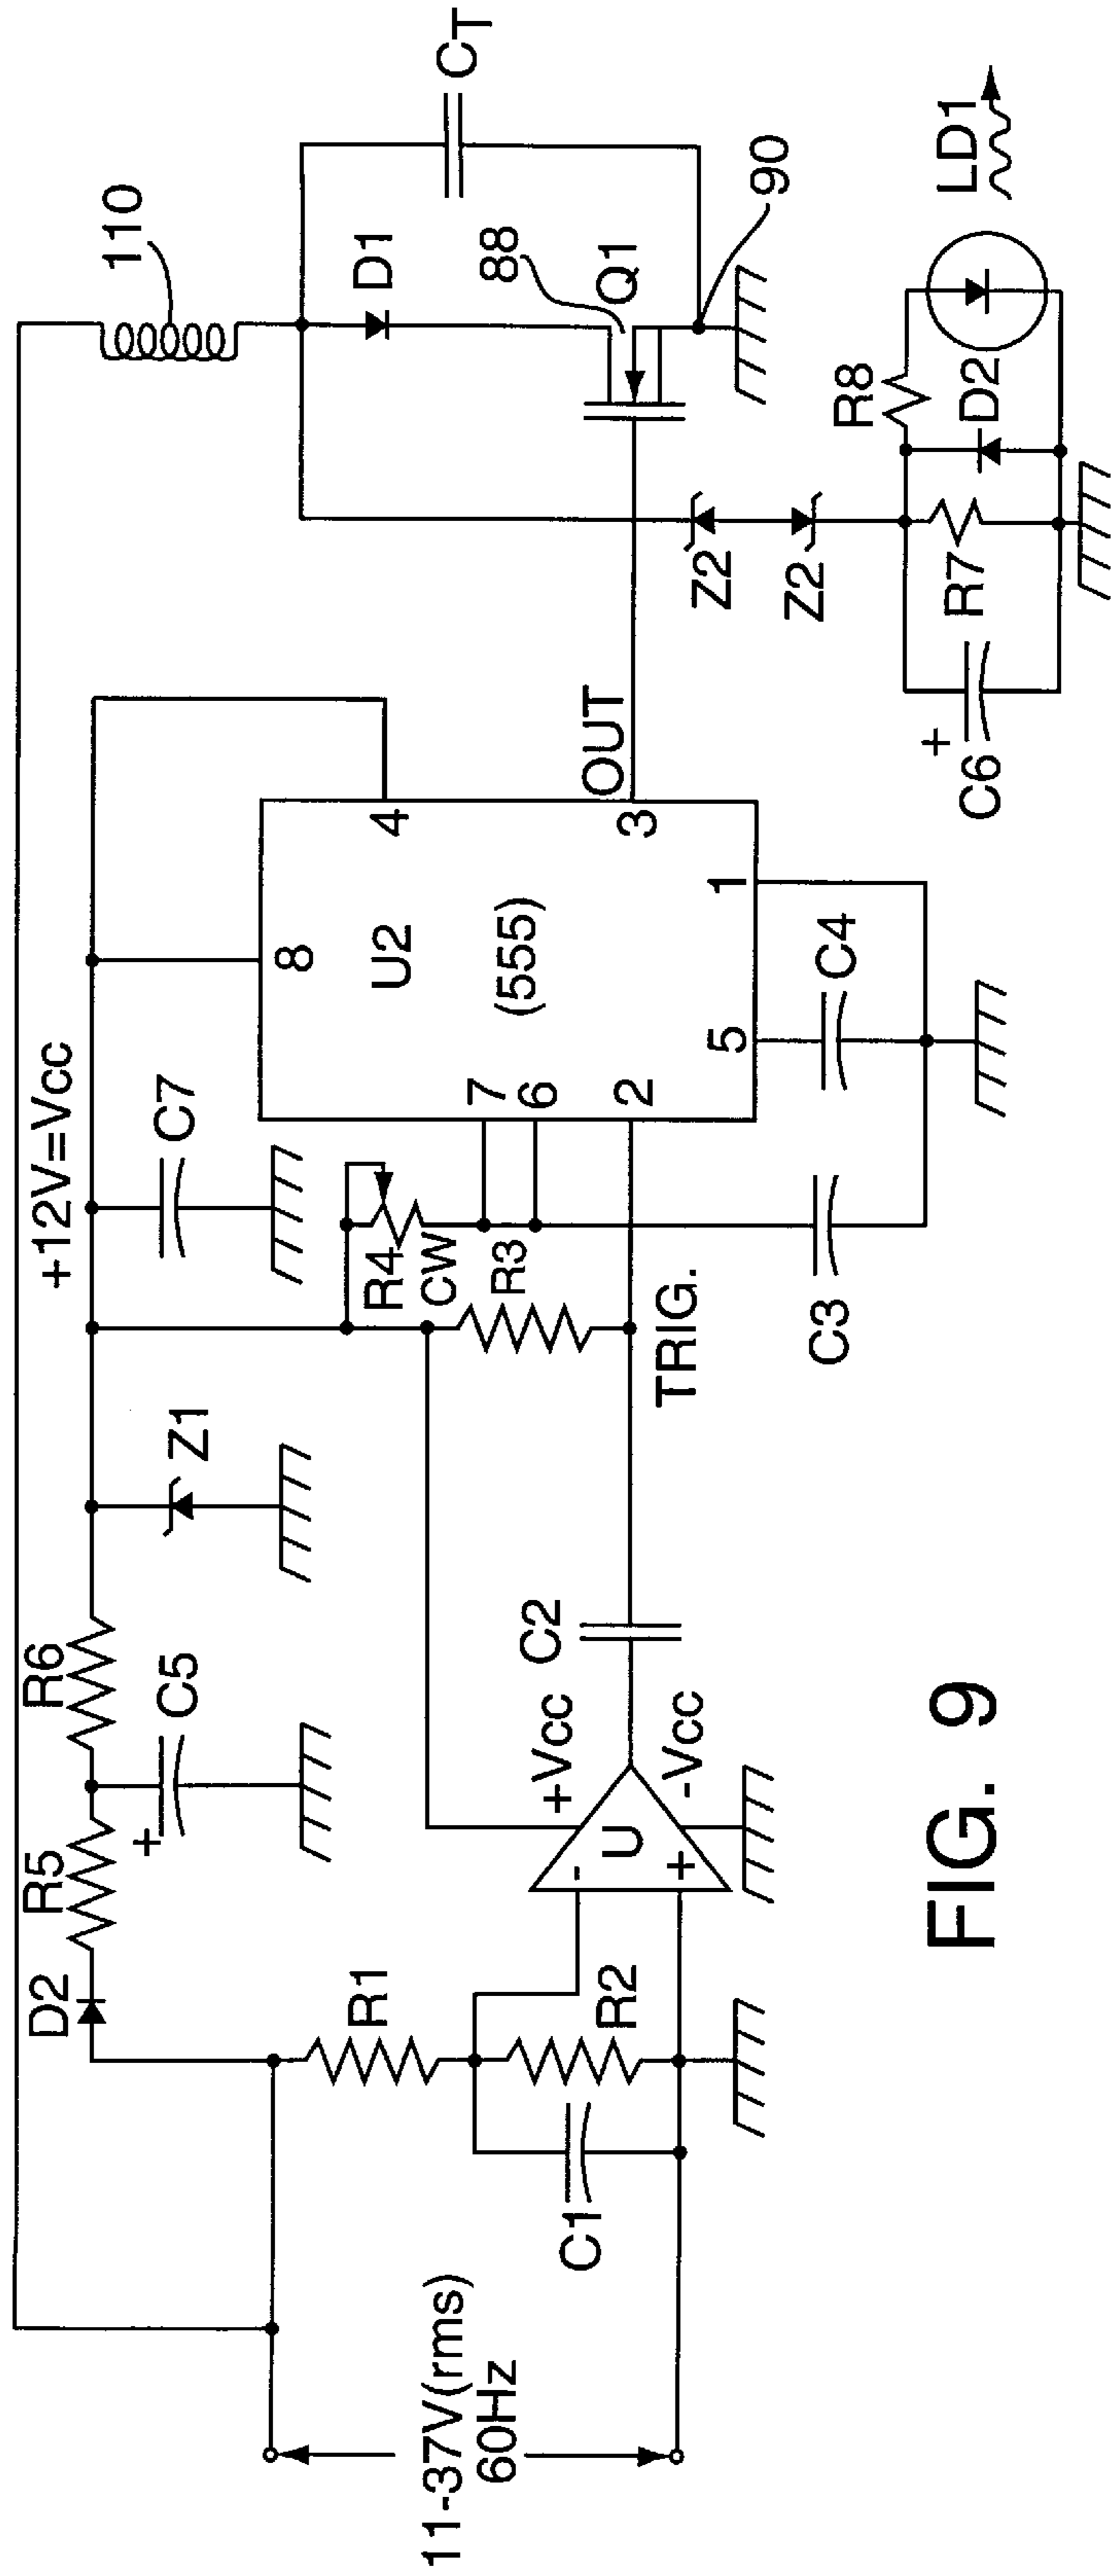 110
CT
D1
88
Q1
90
LD1
R8
D2
R7
Z2
Z2
+
C6
+12V=Vcc
C7
8
4
U2
(555)
OUT
3
1
5
C4
7
6
2
R4
CW
R3
TRIG.
C3
Z1
R6
R5
+
C5
D2
C2
+Vcc
-Vcc
U
-
+
R1
R2
C1
11-37V(rms)
60Hz
FIG. 9